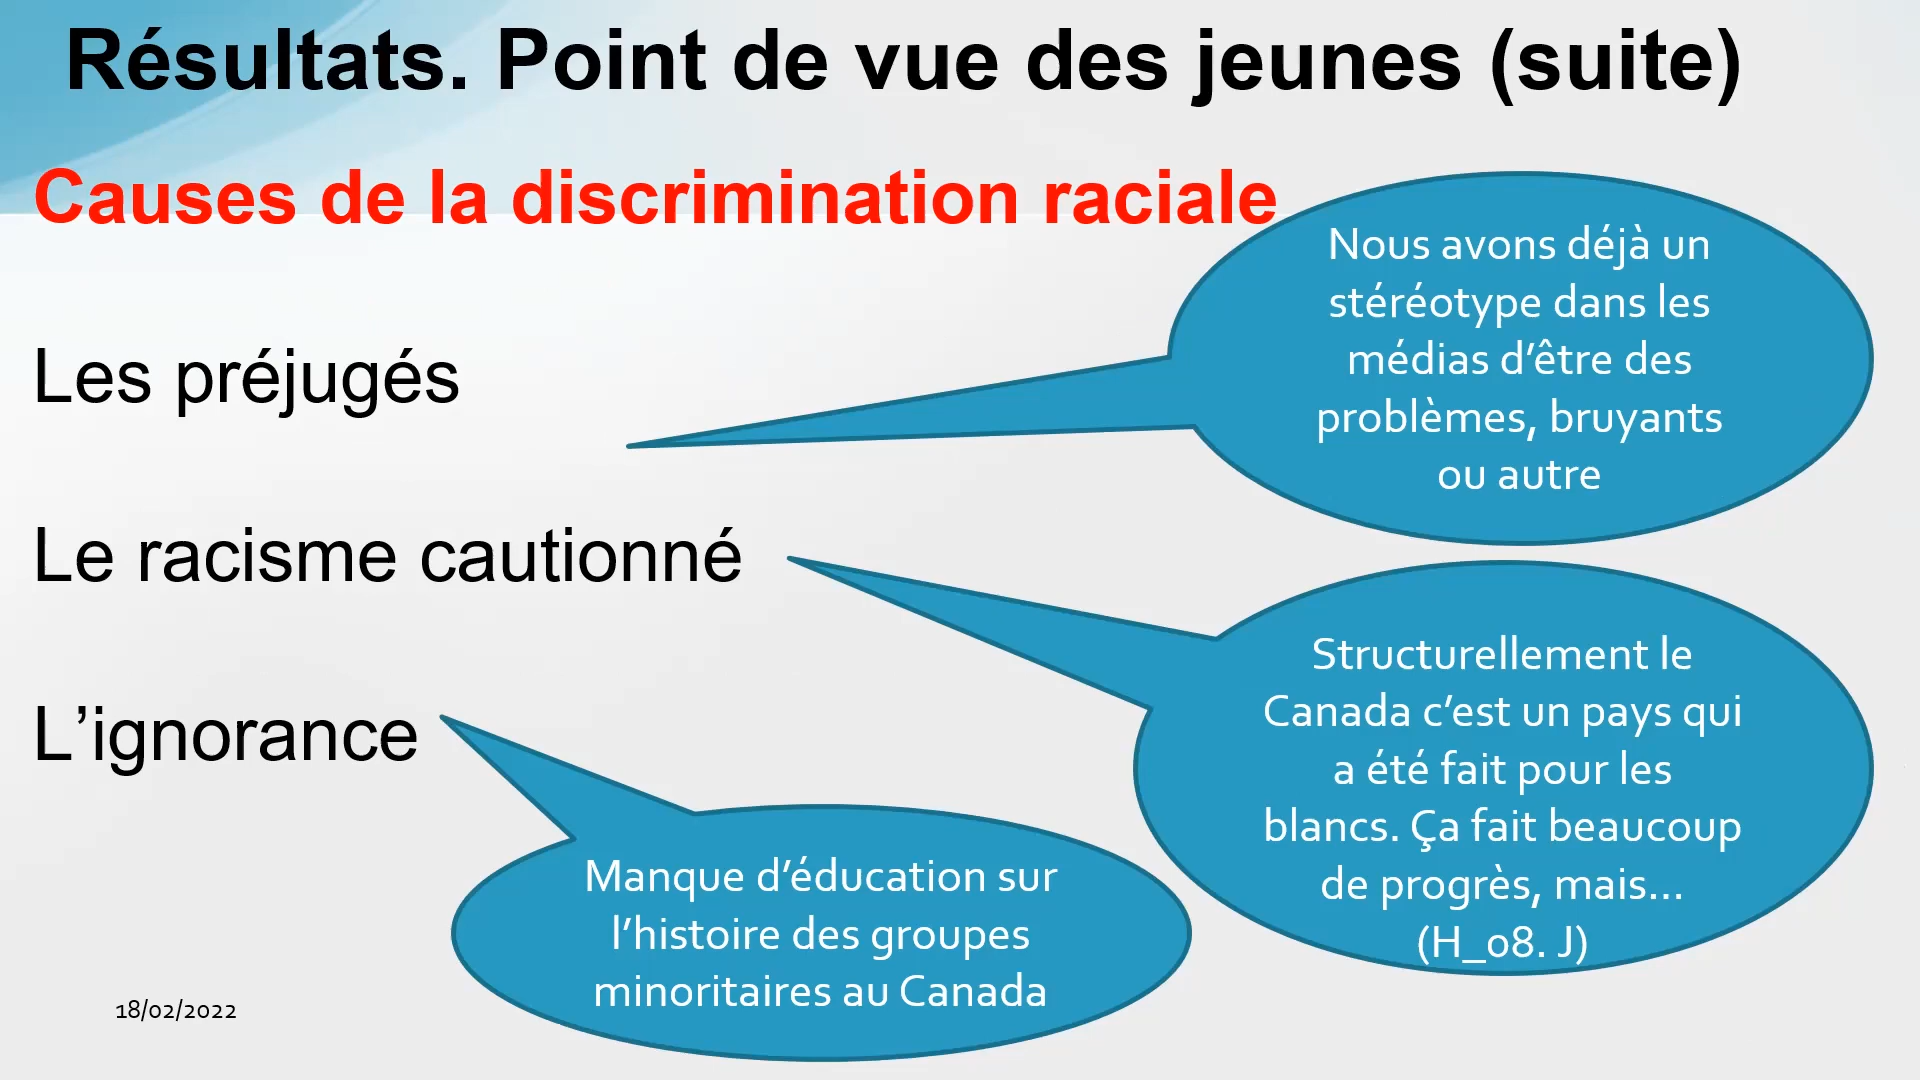 Résultats. Point de vue des jeunes (suite)
Causes de la discrimination raciale
Les préjugés
Nous avons déjà un
stéréotype dans les
médias d’être des
problèmes, bruyants
ou autre
Le racisme cautionné
Structurellement le
Canada c’est un pays qui
a été fait pour les
blancs. Ça fait beaucoup
de progrès, mais…
(H_08. J)
L’ignorance
Manque d’éducation sur
l’histoire des groupes
minoritaires au Canada
18/02/2022